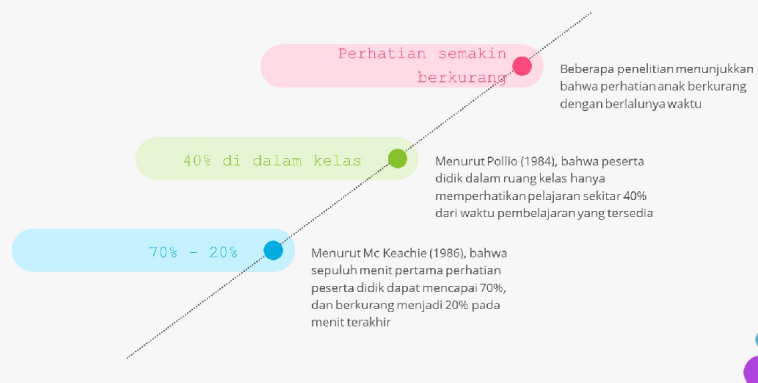 Perhatian semakin
berkurang
Beberapa penelitian menunjukkan
bahwa perhatian anak berkurang
dengan berlalunya waktu
40% di dalam kelas
Menurut Pollio (1984), bahwa peserta
didik dalam ruang kelas hanya
memperhatikan pelajaran sekitar 40%
dari waktu pembelajaran yang tersedia
70% - 20%
Menurut Mc Keachie (1986), bahwa
sepuluh menit pertama perhatian
peserta didik dapat mencapai 70%,
dan berkurang menjadi 20% pada
menit terakhir